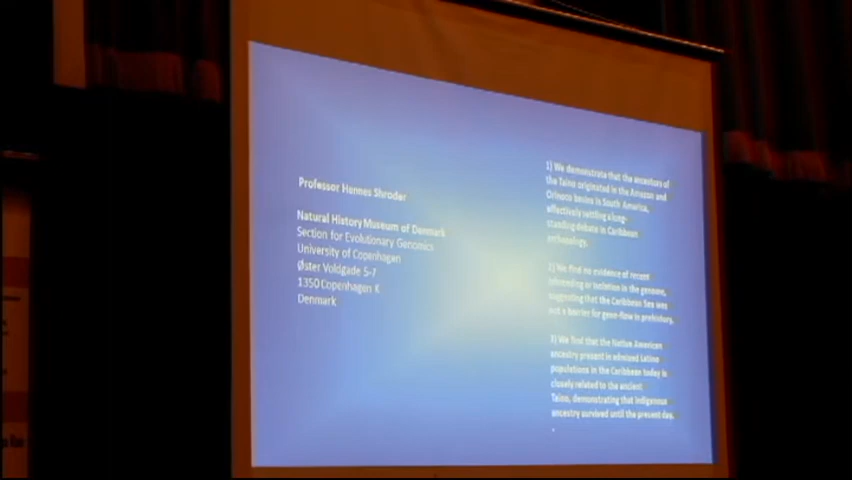 Professor Hannes Shroder
Natural History Museum of Denmark
Section for Evolutionary Genomics
University of Copenhagen
Øster Voldgade 5-7
1350 Copenhagen K
Denmark
1) We demonstrate that the ancestors of
the Taino originated in the Amazon and
Orinoco basins in South America,
effectively settling a long-
standing debate in Caribbean
archaeology.
2) We find no evidence of recent
inbreeding or isolation in the genome,
suggesting that the Caribbean Sea was
not a barrier for gene-flow in prehistory.
3) We find that the Native American
ancestry present in admixed Latino
populations in the Caribbean today is
closely related to the ancient
Taino, demonstrating that indigenous
ancestry survived until the present day.
.